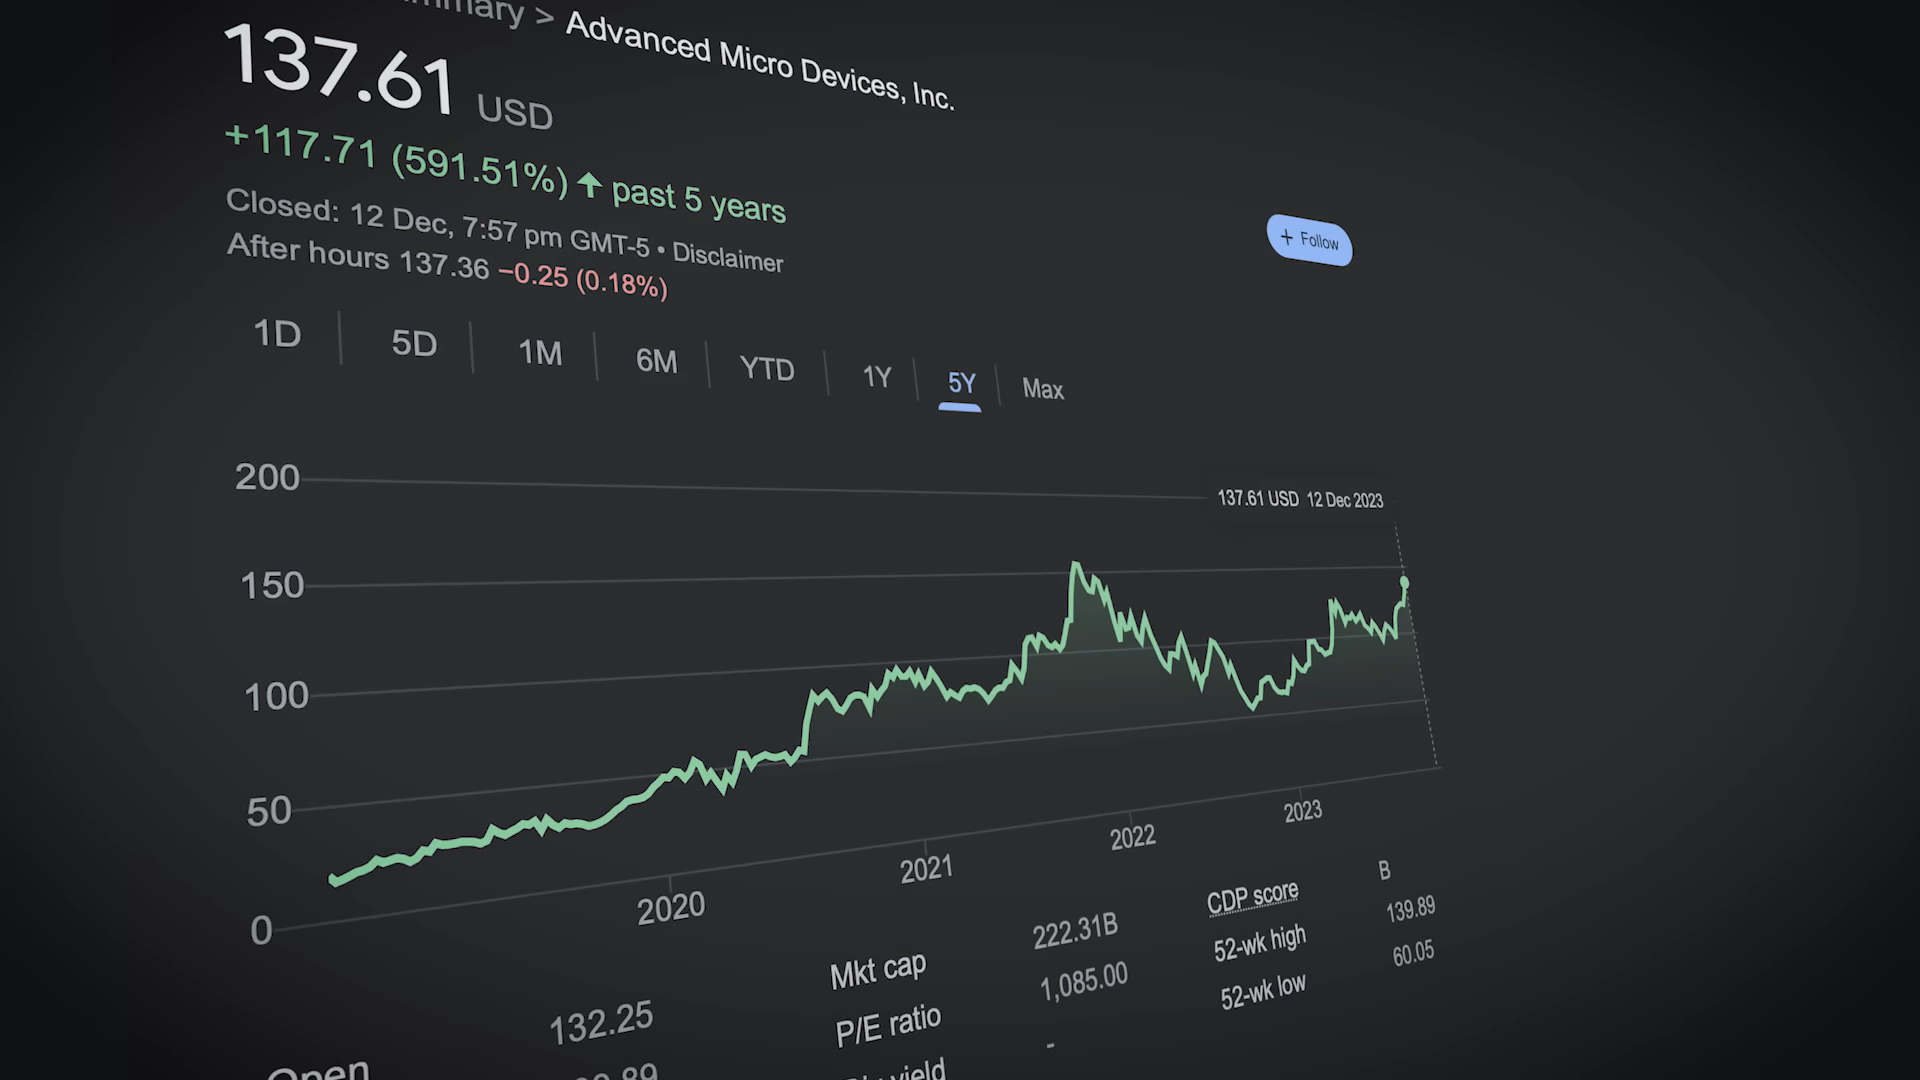 > Advanced Micro Devices, Inc.
137.61 USD
+117.71 (591.51%) ↑ past 5 years
Closed: 12 Dec, 7:57 pm GMT-5 • Disclaimer
After hours 137.36 −0.25 (0.18%)
+ Follow
1D 5D 1M 6M YTD 1Y 5Y Max
200
137.61 USD 12 Dec 2023
150
100
50
0
2020 2021 2022 2023
Open 132.25
Mkt cap 222.31B
P/E ratio 1,085.00
yield -
CDP score B
52-wk high 139.89
52-wk low 60.05